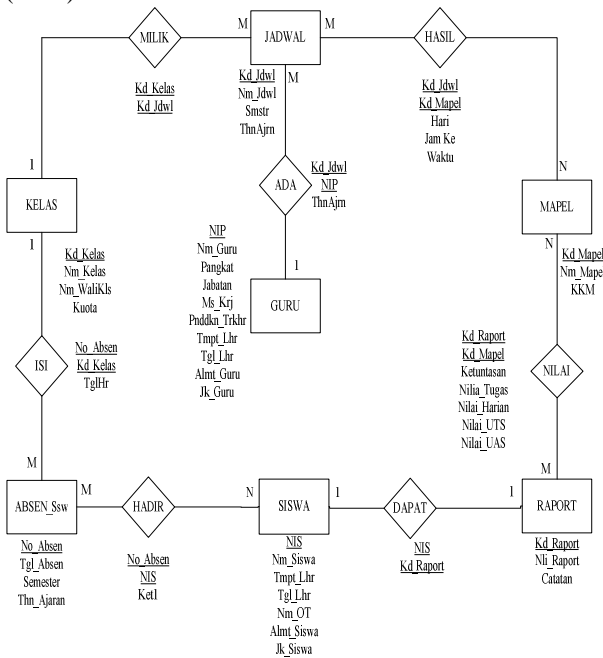 M
MILIK
M
JADWAL
M
HASIL
M
Kd_Kelas
Kd_Jdwl
Kd_Jdwl
Nm_Jdwl
Smstr
ThnAjrn
M
Kd_Jdwl
Kd_Mapel
Hari
Jam Ke
Waktu
1
KELAS
1
Kd_Kelas
Nm_Kelas
Nm_WaliKls
Kuota
ADA
Kd_Jdwl
NIP
ThnAjrn
N
MAPEL
N
Kd_Mapel
Nm_Mape
KKM
NIP
Nm_Guru
Pangkat
Jabatan
Ms_Krj
Pnddkn_Trkhr
Tmpt_Lhr
Tgl_Lhr
Almt_Guru
Jk_Guru
1
GURU
ISI
No_Absen
Kd_Kelas
TglHr
Kd_Raport
Kd_Mapel
Ketuntasan
Nilia_Tugas
Nilai_Harian
Nilai_UTS
Nilai_UAS
NILAI
M
ABSEN_Ssw
M
HADIR
N
SISWA
1
DAPAT
1
M
RAPORT
No_Absen
Tgl_Absen
Semester
Thn_Ajaran
No_Absen
NIS
Ket1
NIS
Nm_Siswa
Tmpt_Lhr
Tgl_Lhr
Nm_OT
Almt_Siswa
Jk_Siswa
NIS
Kd_Raport
Kd_Raport
Nli_Raport
Catatan